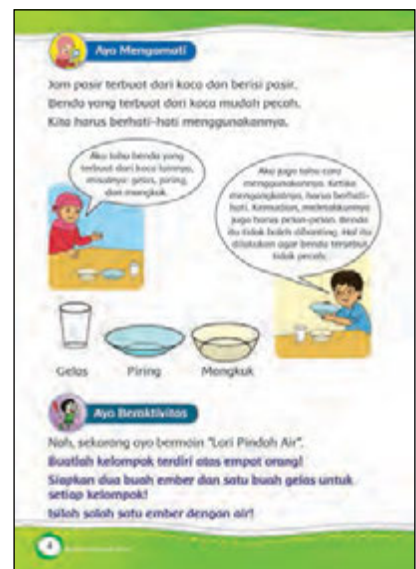 Ayo Mengamati
Jam pasir terbuat dari kaca dan berisi pasir.
Benda yang terbuat dari kaca mudah pecah.
Kita harus berhati-hati menggunakannya.
Aku tahu benda yang
terbuat dari kaca lainnya,
misalnya: gelas, piring,
dan mangkuk.
Aku juga tahu cara
menggunakannya. Ketika
mengangkatnya, harus berhati-
hati. Kemudian, meletakkannya
juga harus pelan-pelan. Benda
itu tidak boleh dibanting. Hal itu
dilakukan agar benda tersebut
tidak pecah.
Gelas Piring Mangkuk
Ayo Beraktivitas
Nah, sekarang ayo bermain "Lari Pindah Air".
Buatlah kelompok terdiri atas empat orang!
Siapkan dua buah ember dan satu buah gelas untuk
setiap kelompok!
Isilah salah satu ember dengan air!
4